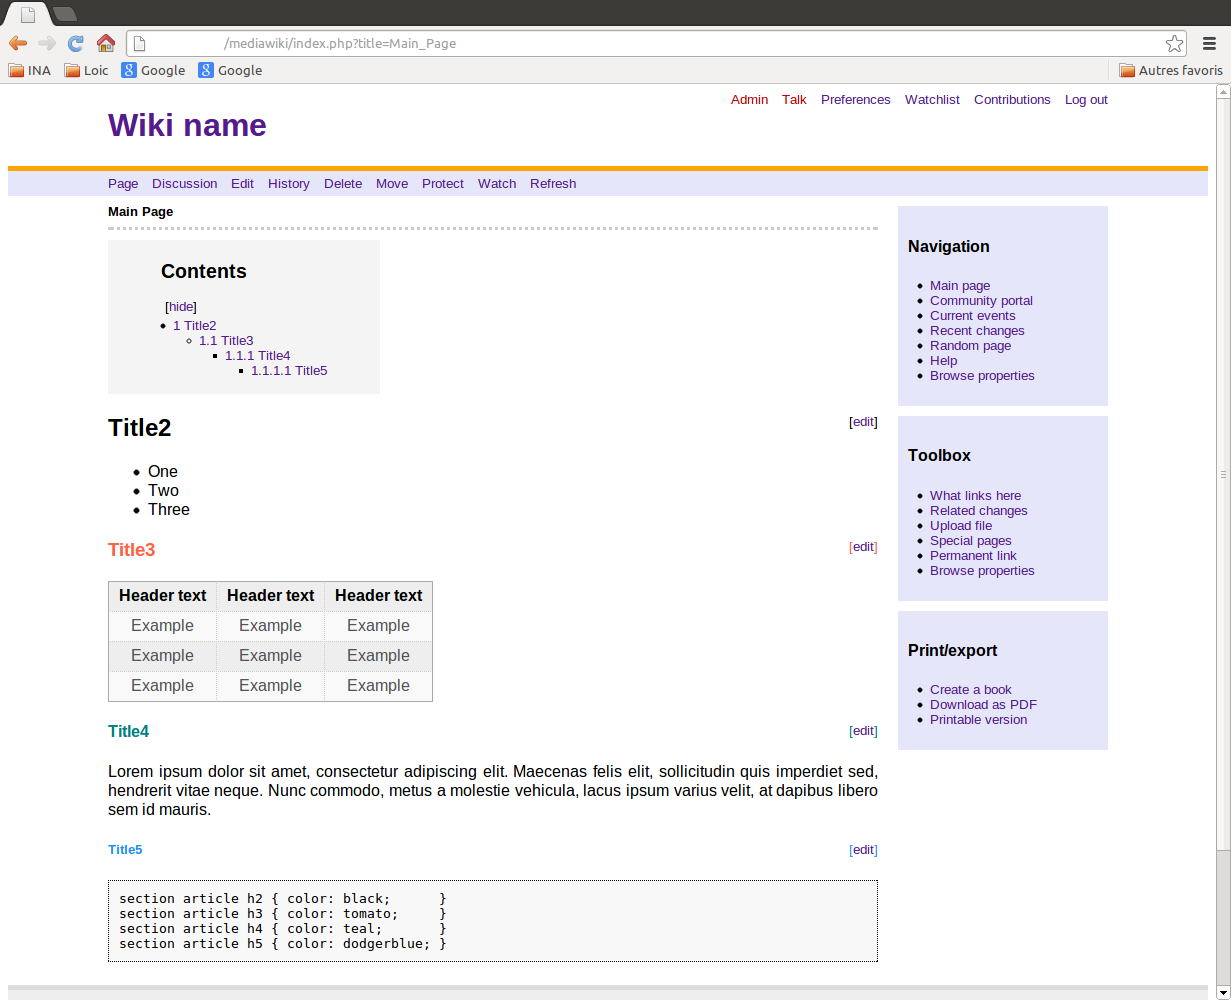 /mediawiki/index.php?title=Main_Page
INA Loic Google Google Autres favoris
Admin Talk Preferences Watchlist Contributions Log out
Wiki name
Page Discussion Edit History Delete Move Protect Watch Refresh
Main Page
Contents
[hide]
1 Title2
1.1 Title3
1.1.1 Title4
1.1.1.1 Title5
Title2 [edit]
One
Two
Three
Title3 [edit]
Header text Header text Header text
Example Example Example
Example Example Example
Example Example Example
Title4 [edit]
Lorem ipsum dolor sit amet, consectetur adipiscing elit. Maecenas felis elit, sollicitudin quis imperdiet sed,
hendrerit vitae neque. Nunc commodo, metus a molestie vehicula, lacus ipsum varius velit, at dapibus libero
sem id mauris.
Title5 [edit]
section article h2 { color: black;      }
section article h3 { color: tomato;     }
section article h4 { color: teal;       }
section article h5 { color: dodgerblue; }
Navigation
Main page
Community portal
Current events
Recent changes
Random page
Help
Browse properties
Toolbox
What links here
Related changes
Upload file
Special pages
Permanent link
Browse properties
Print/export
Create a book
Download as PDF
Printable version